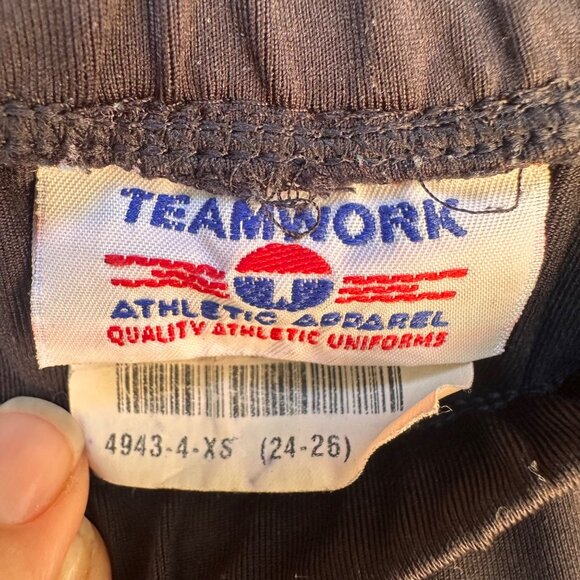 TEAMWORK
ATHLETIC APPAREL
QUALITY ATHLETIC UNIFORMS
4943-4-XS (24-26)